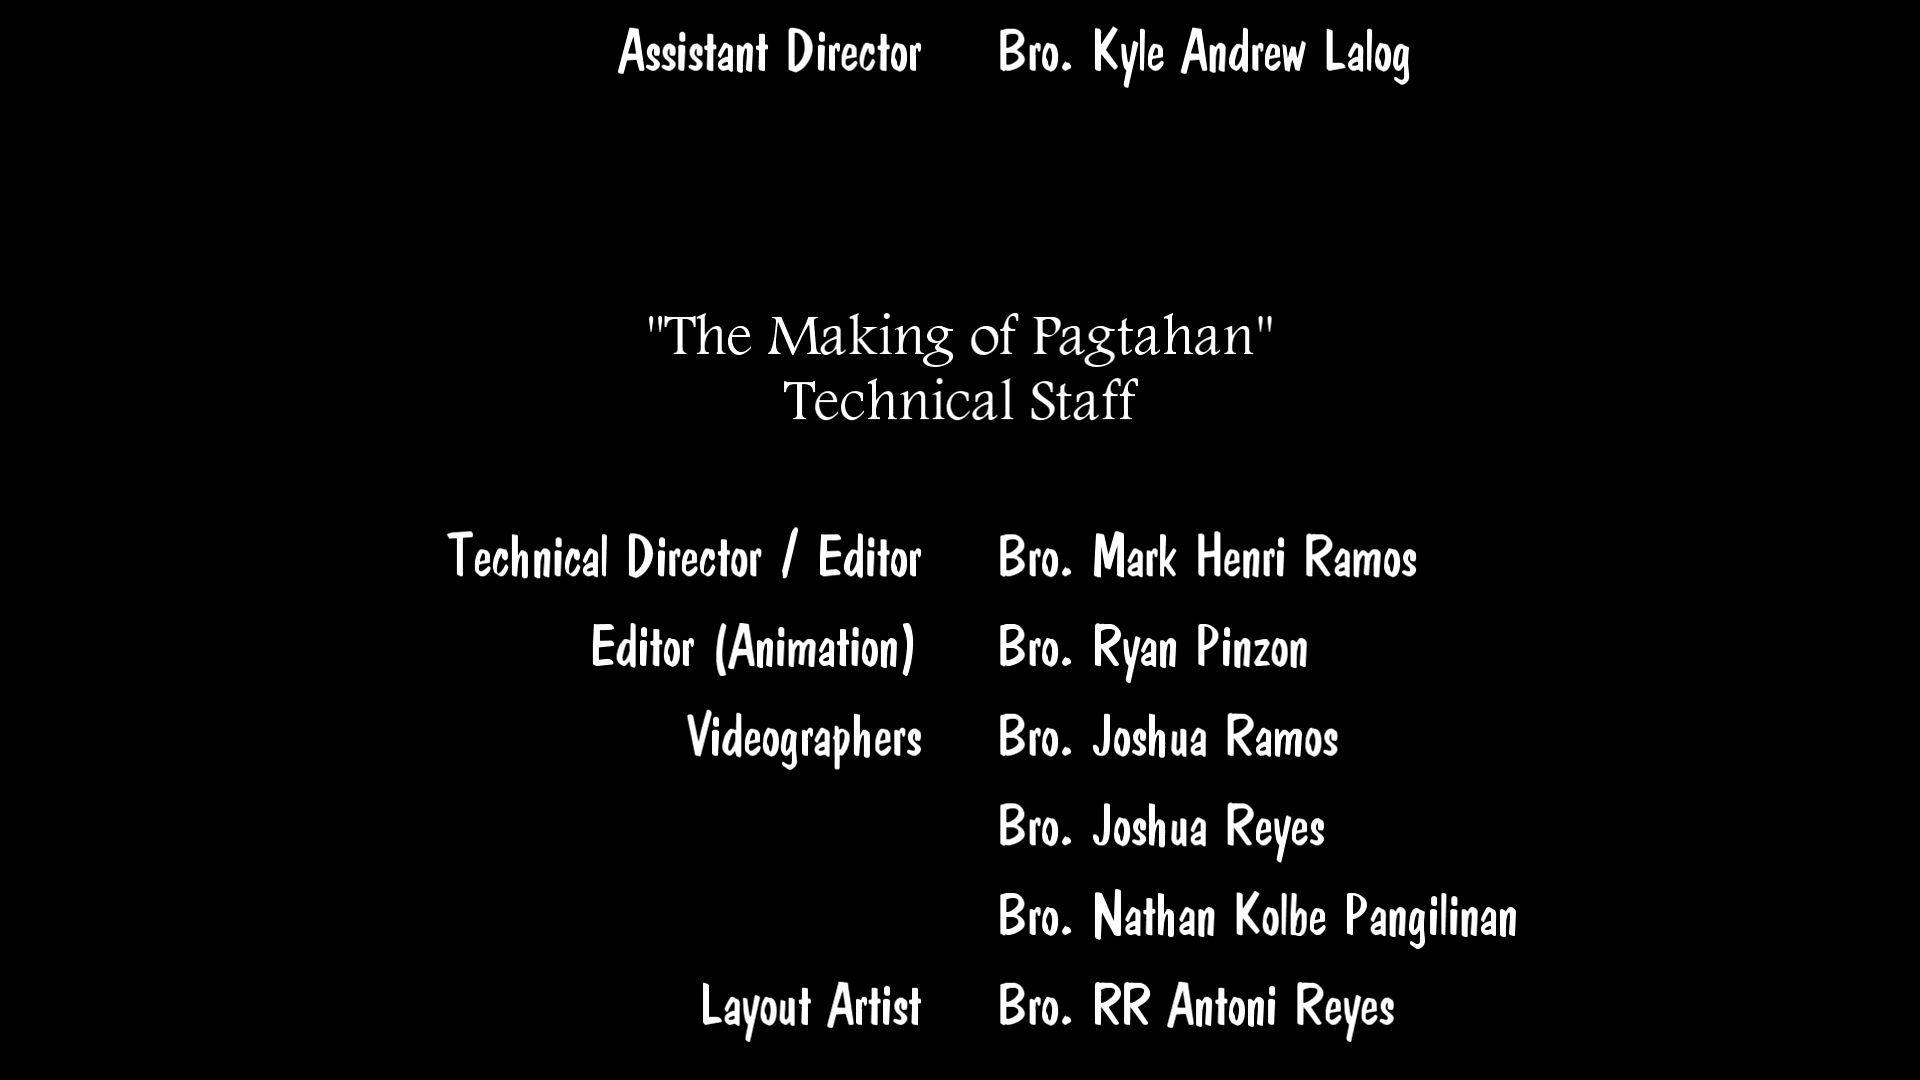 Assistant Director Bro. Kyle Andrew Lalog
"The Making of Pagtahan"
Technical Staff
Technical Director / Editor Bro. Mark Henri Ramos
Editor (Animation) Bro. Ryan Pinzon
Videographers Bro. Joshua Ramos
Bro. Joshua Reyes
Bro. Nathan Kolbe Pangilinan
Layout Artist Bro. RR Antoni Reyes